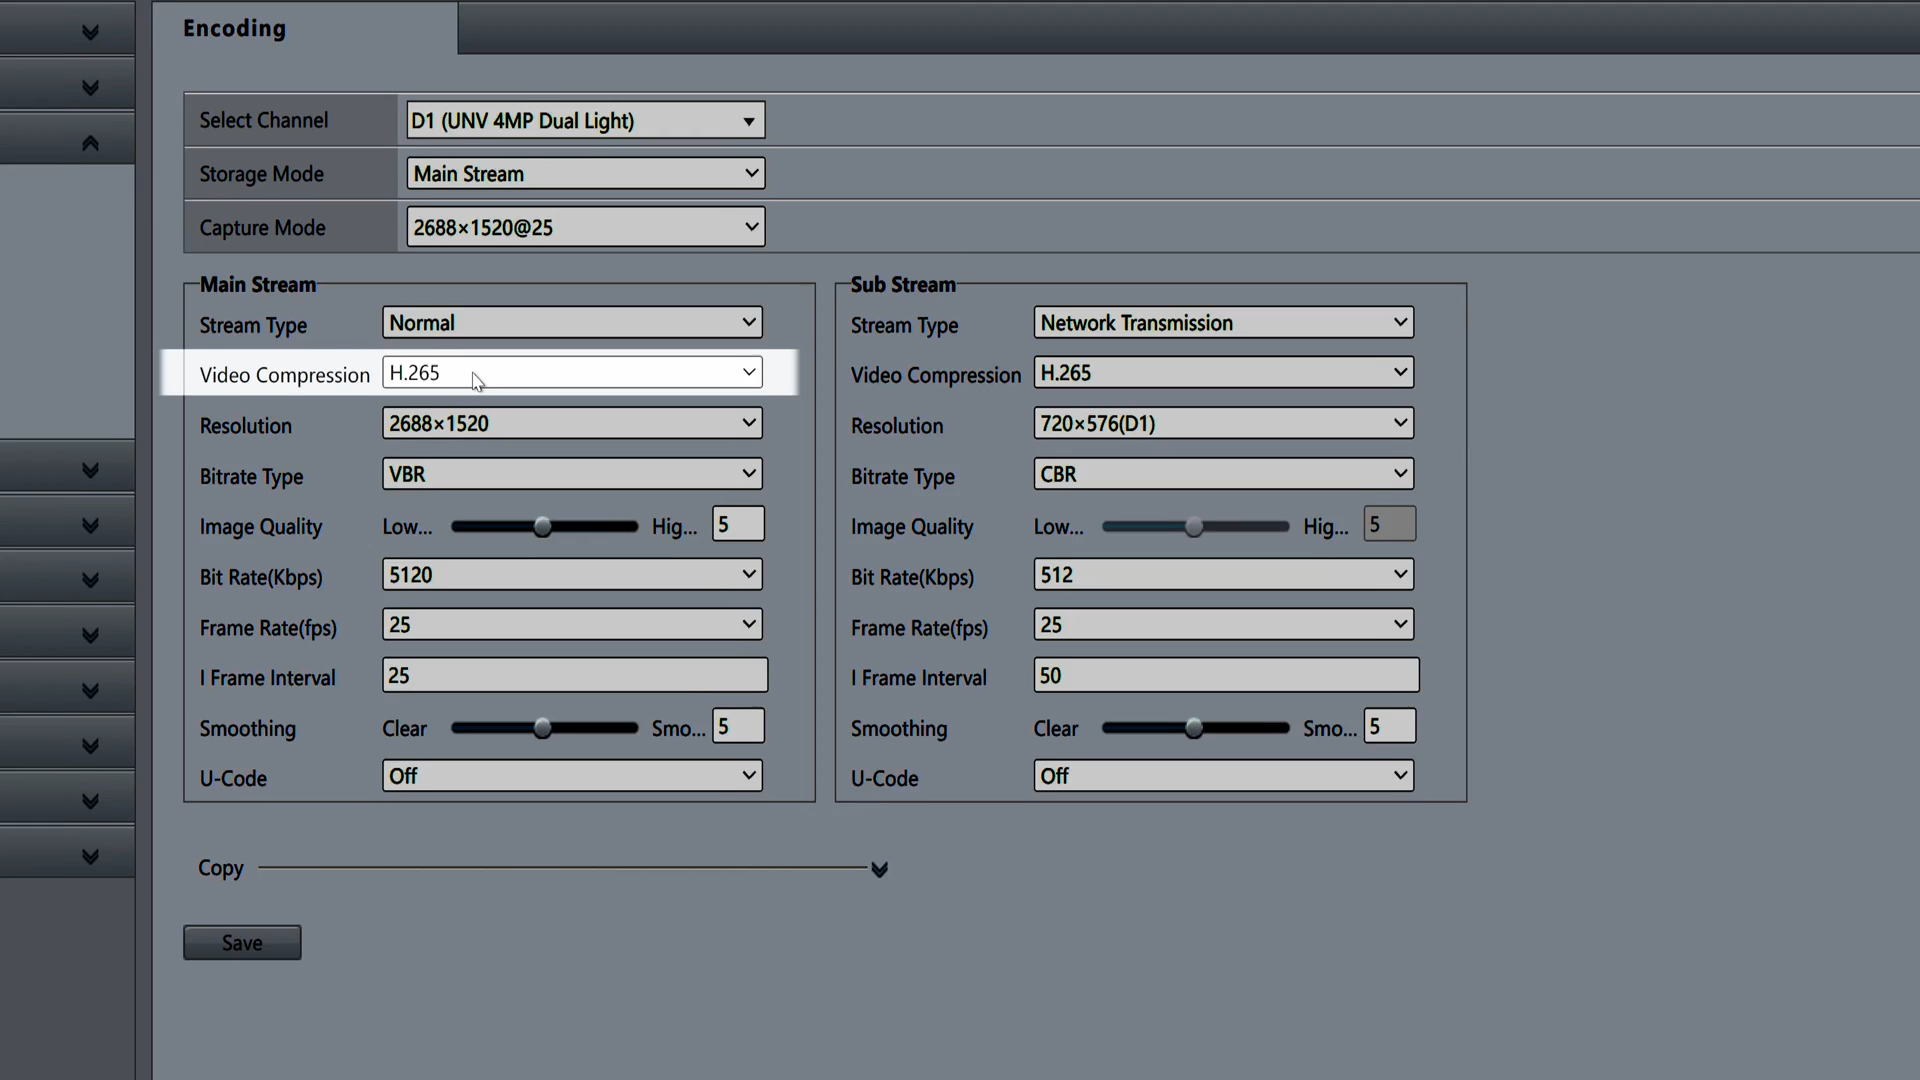 Encoding
Select Channel D1 (UNV 4MP Dual Light)
Storage Mode Main Stream
Capture Mode 2688×1520@25
Main Stream
Stream Type Normal
Video Compression H.265
Resolution 2688×1520
Bitrate Type VBR
Image Quality Low... Hig... 5
Bit Rate(Kbps) 5120
Frame Rate(fps) 25
I Frame Interval 25
Smoothing Clear Smo... 5
U-Code Off
Sub Stream
Stream Type Network Transmission
Video Compression H.265
Resolution 720×576(D1)
Bitrate Type CBR
Image Quality Low... Hig... 5
Bit Rate(Kbps) 512
Frame Rate(fps) 25
I Frame Interval 50
Smoothing Clear Smo... 5
U-Code Off
Copy
Save